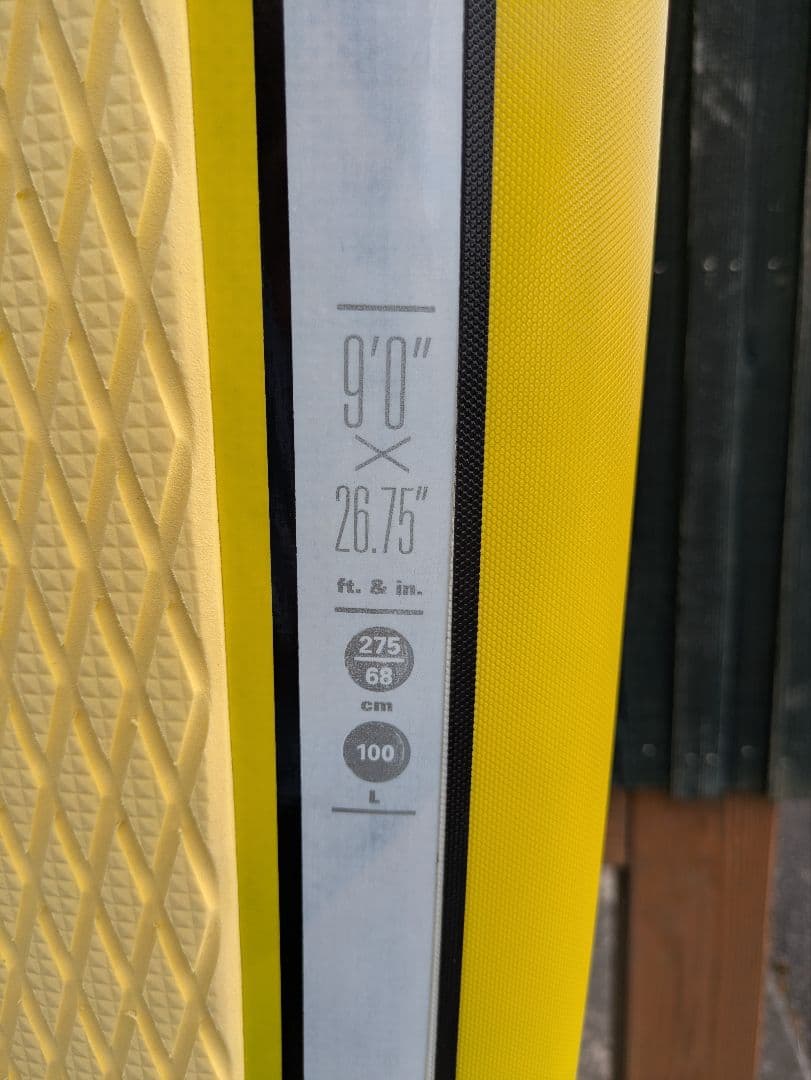 9'0"
×
26.75"
ft. & in.
275
68
cm
100
L